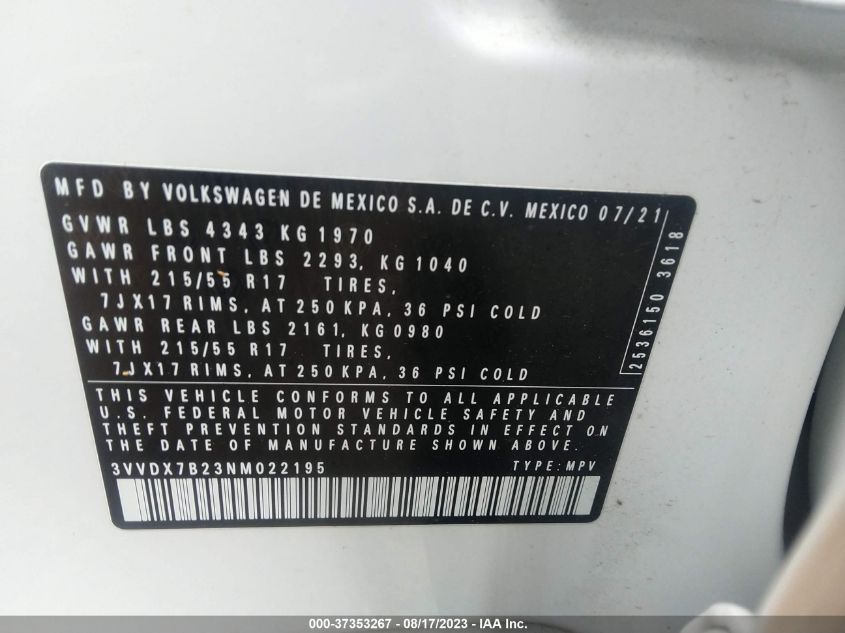 MFD BY VOLKSWAGEN DE MEXICO S.A. DE C.V. MEXICO 07/21
GVWR LBS 4343 KG 1970
GAWR FRONT LBS 2293, KG 1040
WITH 215/55 R17 TIRES,
7JX17 RIMS, AT 250 KPA, 36 PSI COLD
GAWR REAR LBS 2161, KG0980
WITH 215/55 R17 TIRES,
7JX17 RIMS, AT 250 KPA, 36 PSI COLD
2536150 3618
THIS VEHICLE CONFORMS TO ALL APPLICABLE
U.S. FEDERAL MOTOR VEHICLE SAFETY AND
THEFT PREVENTION STANDARDS IN EFFECT ON
THE DATE OF MANUFACTURE SHOWN ABOVE.
3VVDX7B23NM022195 TYPE: MPV
000-37353267 - 08/17/2023 - IAA Inc.